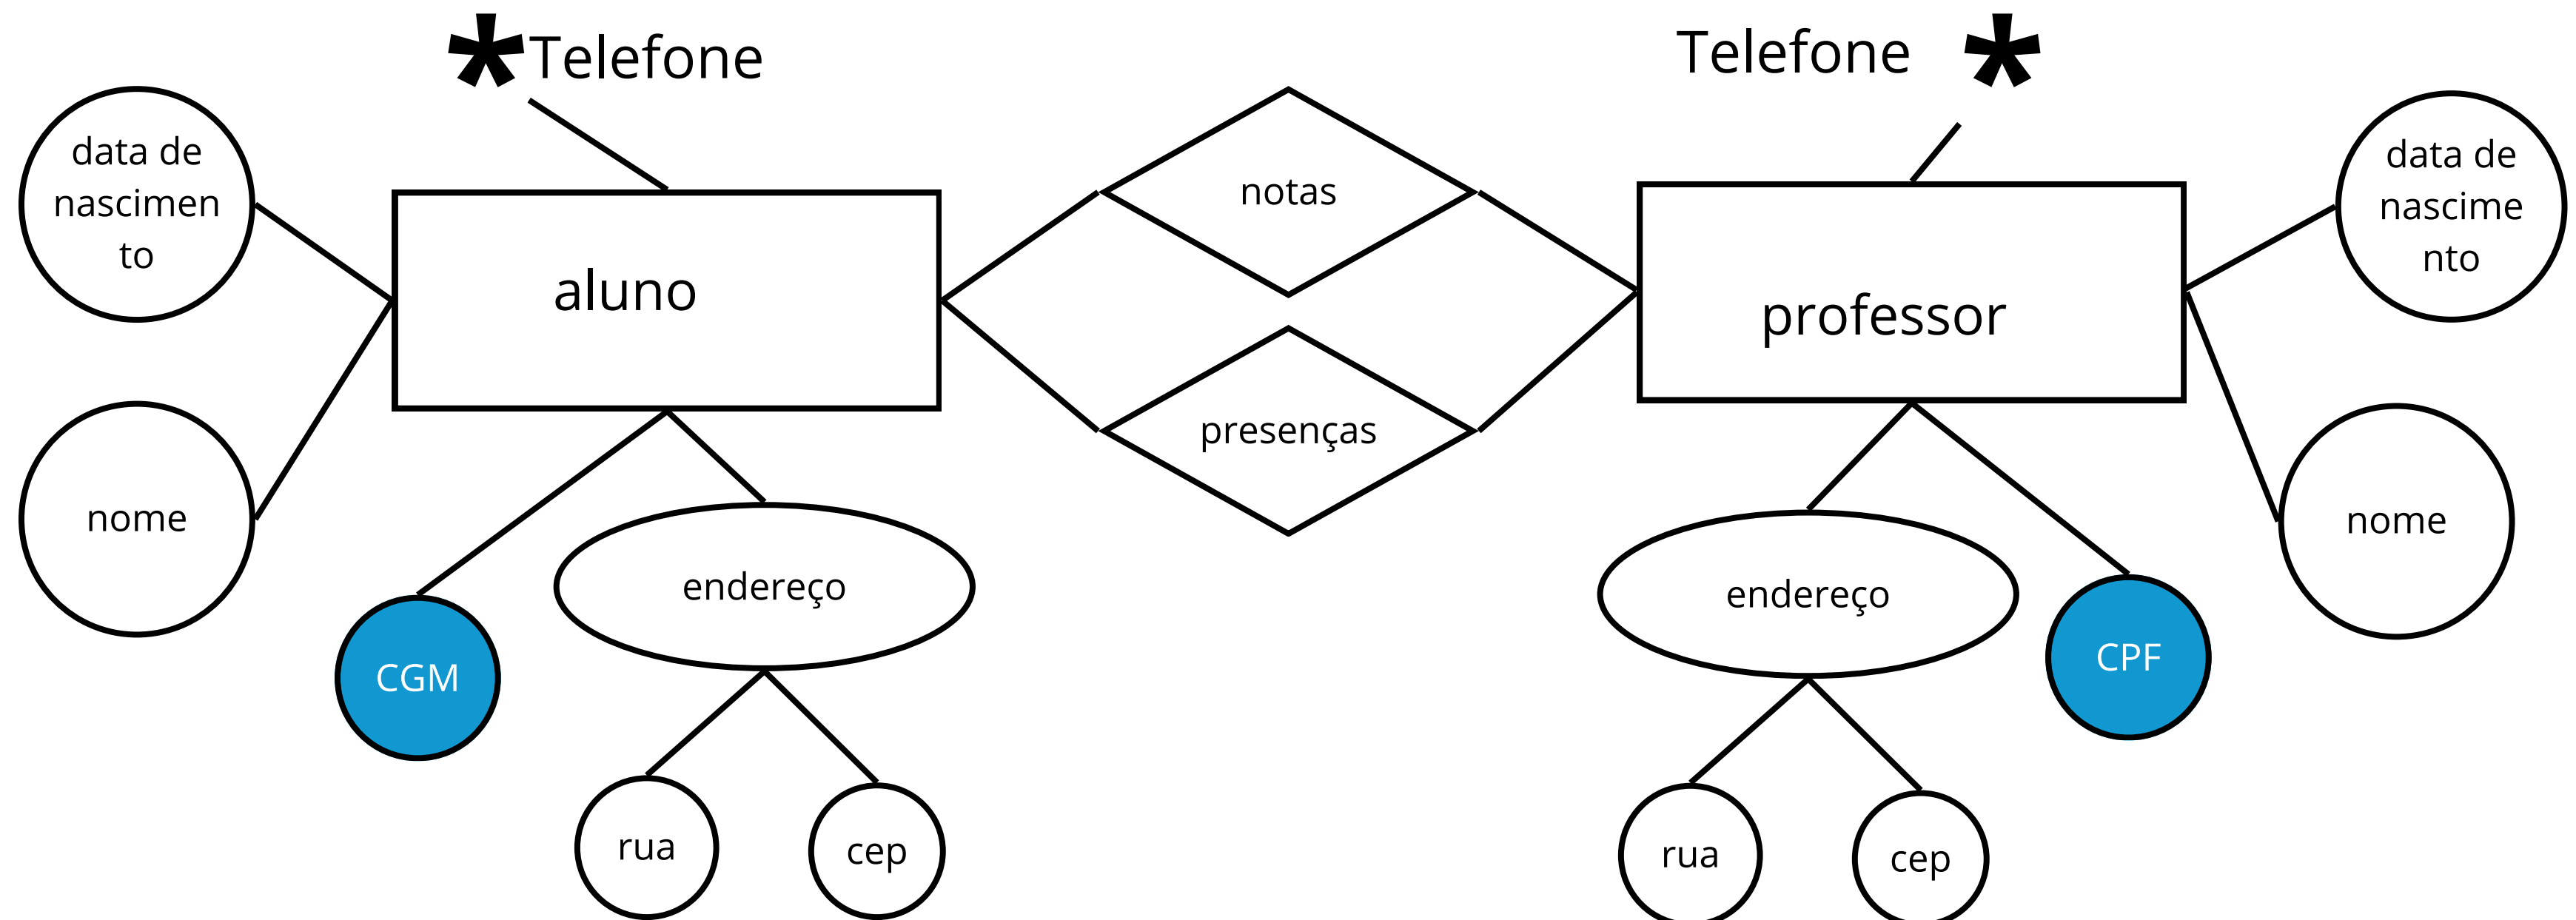 *Telefone
Telefone *
data de
nascimen
to
notas
data de
nascime
nto
aluno
professor
presenças
nome
nome
endereço
endereço
CGM
CPF
rua
cep
rua
cep